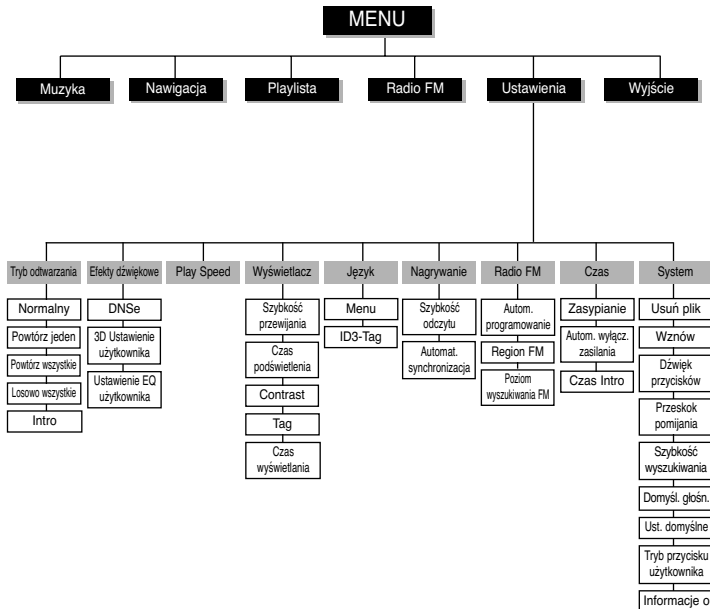 MENU
Muzyka
Nawigacja
Playlista
Radio FM
Ustawienia
Wyjście
Tryb odtwarzania
Efekty dźwiękowe
Play Speed
Wyświetlacz
Język
Nagrywanie
Radio FM
Czas
System
Normalny
Powtórz jeden
Powtórz wszystkie
Losowo wszystkie
Intro
DNSe
3D Ustawienie
użytkownika
Ustawienie EQ
użytkownika
Szybkość
przewijania
Czas
podświetlenia
Contrast
Tag
Czas
wyświetlania
Menu
ID3-Tag
Szybkość
odczytu
Automat.
synchronizacja
Autom.
programowanie
Region FM
Poziom
wyszukiwania FM
Zasypianie
Autom. wyłącz.
zasilania
Czas Intro
Usuń plik
Wznów
Dźwięk
przycisków
Przeskok
pomijania
Szybkość
wyszukiwania
Domyśl. głośn.
Ust. domyślne
Tryb przycisku
użytkownika
Informacje o